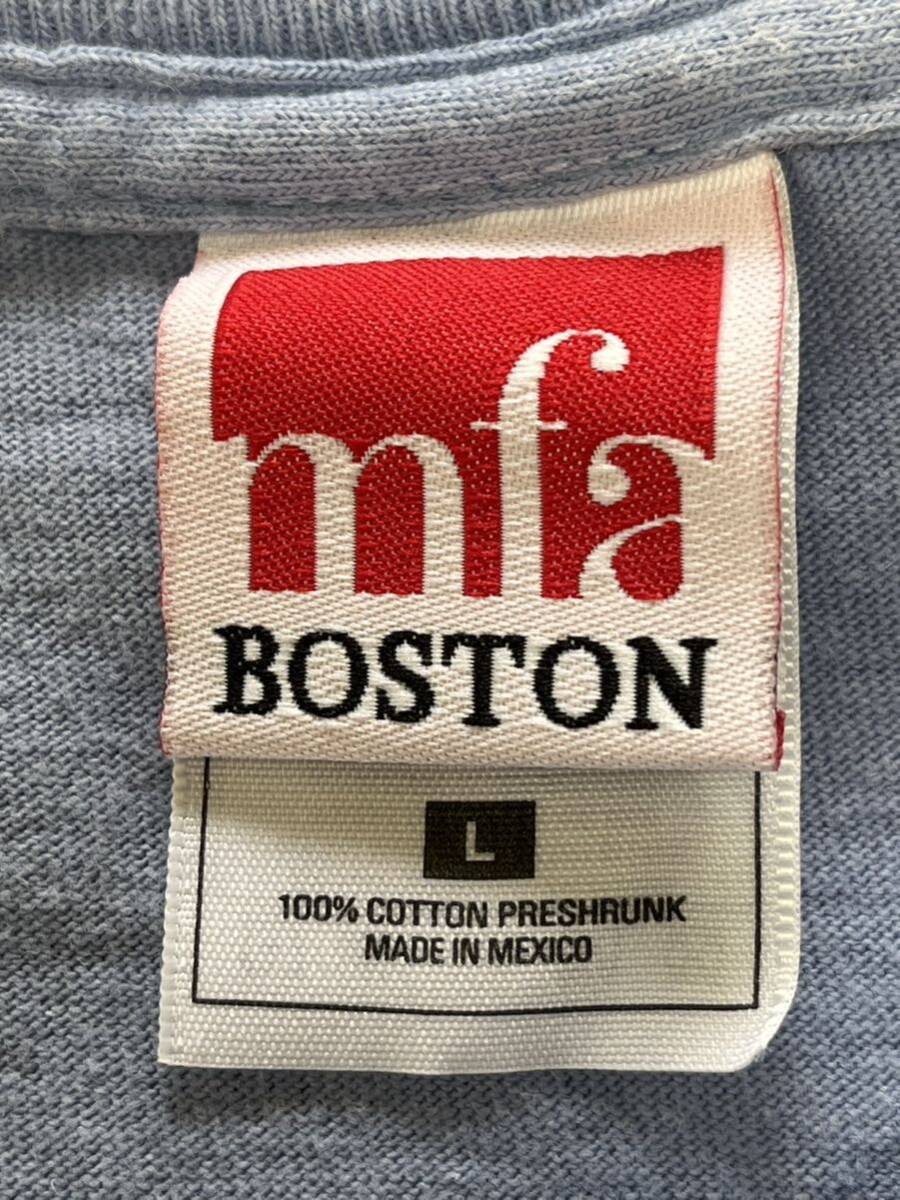 mfa
BOSTON
L
100% COTTON PRESHRUNK
MADE IN MEXICO